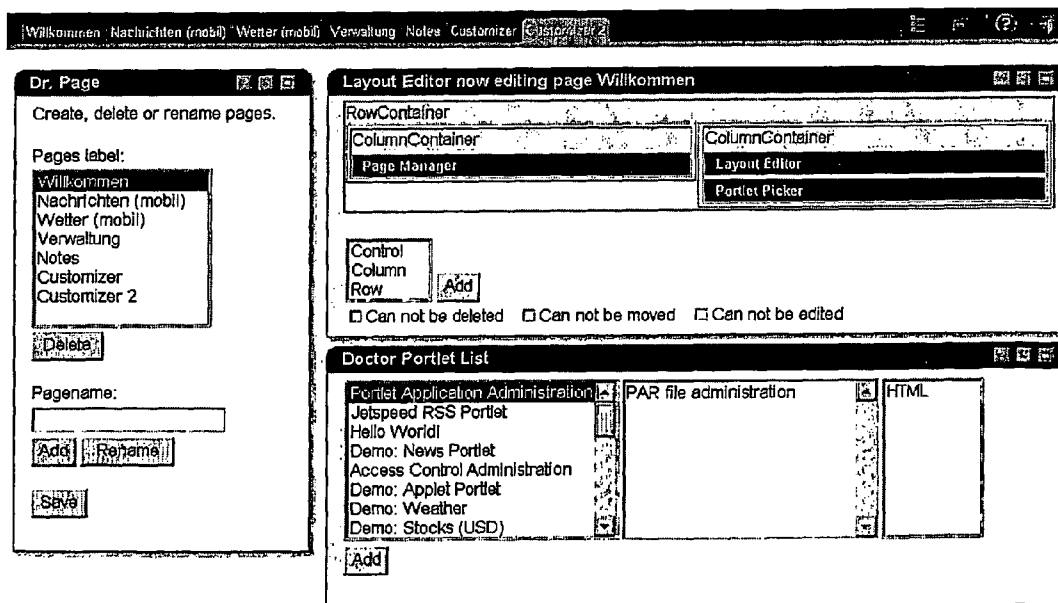 Willkommen Nachrichten (mobil) Wetter (mobil) Verwaltung Notes Customizer Customizer 2
Dr. Page
Create, delete or rename pages.
Pages label:
Willkommen
Nachrichten (mobil)
Wetter (mobil)
Verwaltung
Notes
Customizer
Customizer 2
Delete
Pagename:
Add Rename
Save
Layout Editor now editing page Willkommen
RowContainer
ColumnContainer
Page Manager
ColumnContainer
Layout Editor
Portlet Picker
Control
Column
Row
Add
Can not be deleted Can not be moved Can not be edited
Doctor Portlet List
Portlet Application Administration
Jetspeed RSS Portlet
Hello World!
Demo: News Portlet
Access Control Administration
Demo: Applet Portlet
Demo: Weather
Demo: Stocks (USD)
PAR file administration
HTML
Add